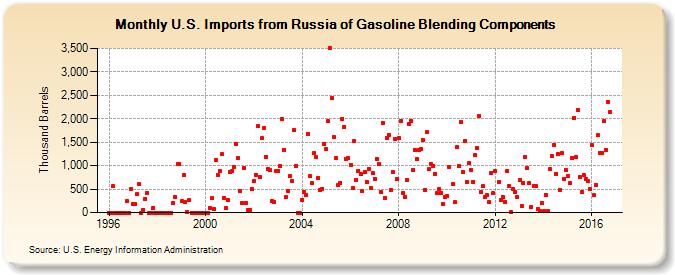 Monthly U.S. Imports from Russia of Gasoline Blending Components
Thousand Barrels
3,500
3,000
2,500
2,000
1,500
1,000
500
0
1996 2000 2004 2008 2012 2016
Source: U.S. Energy Information Administration